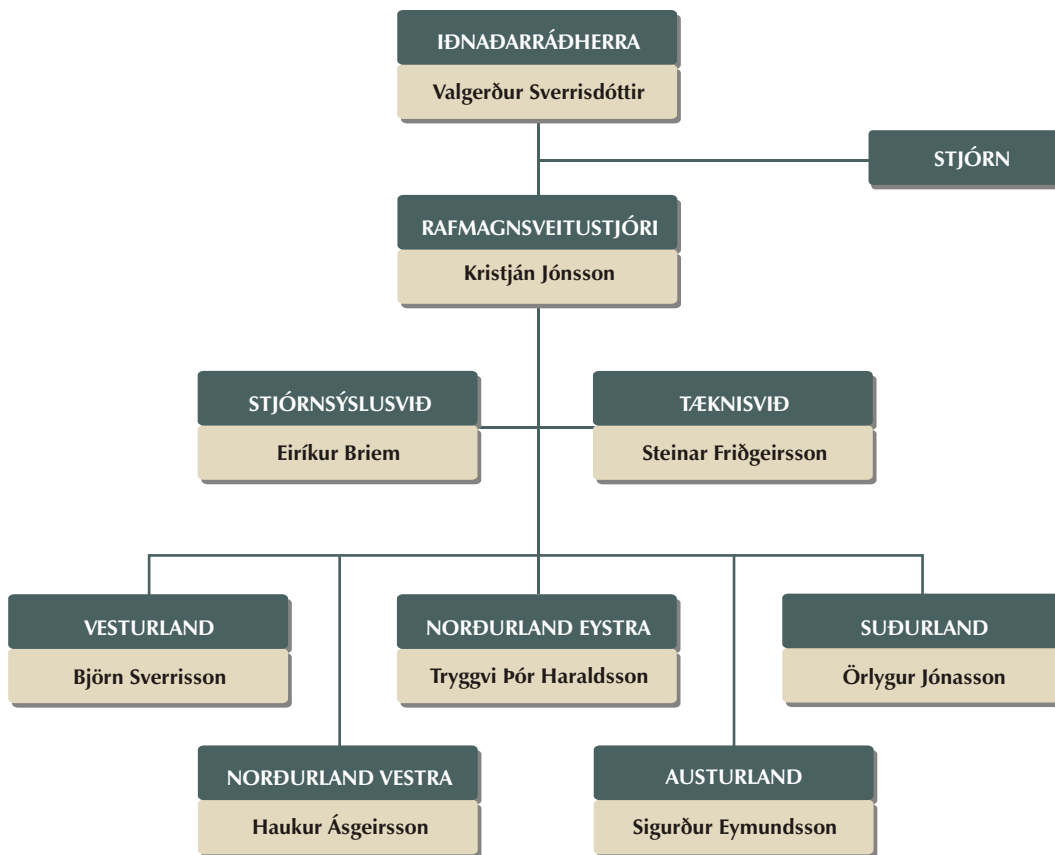 IÐNAÐARRÁÐHERRA
Valgerður Sverrisdóttir
STJÓRN
RAFMAGNSVEITUSTJÓRI
Kristján Jónsson
STJÓRNSÝSLUSVIÐ
Eiríkur Briem
TÆKNISVIÐ
Steinar Friðgeirsson
VESTURLAND
Björn Sverrisson
NORÐURLAND EYSTRA
Tryggvi Þór Haraldsson
SUÐURLAND
Örlygur Jónasson
NORÐURLAND VESTRA
Haukur Ásgeirsson
AUSTURLAND
Sigurður Eymundsson